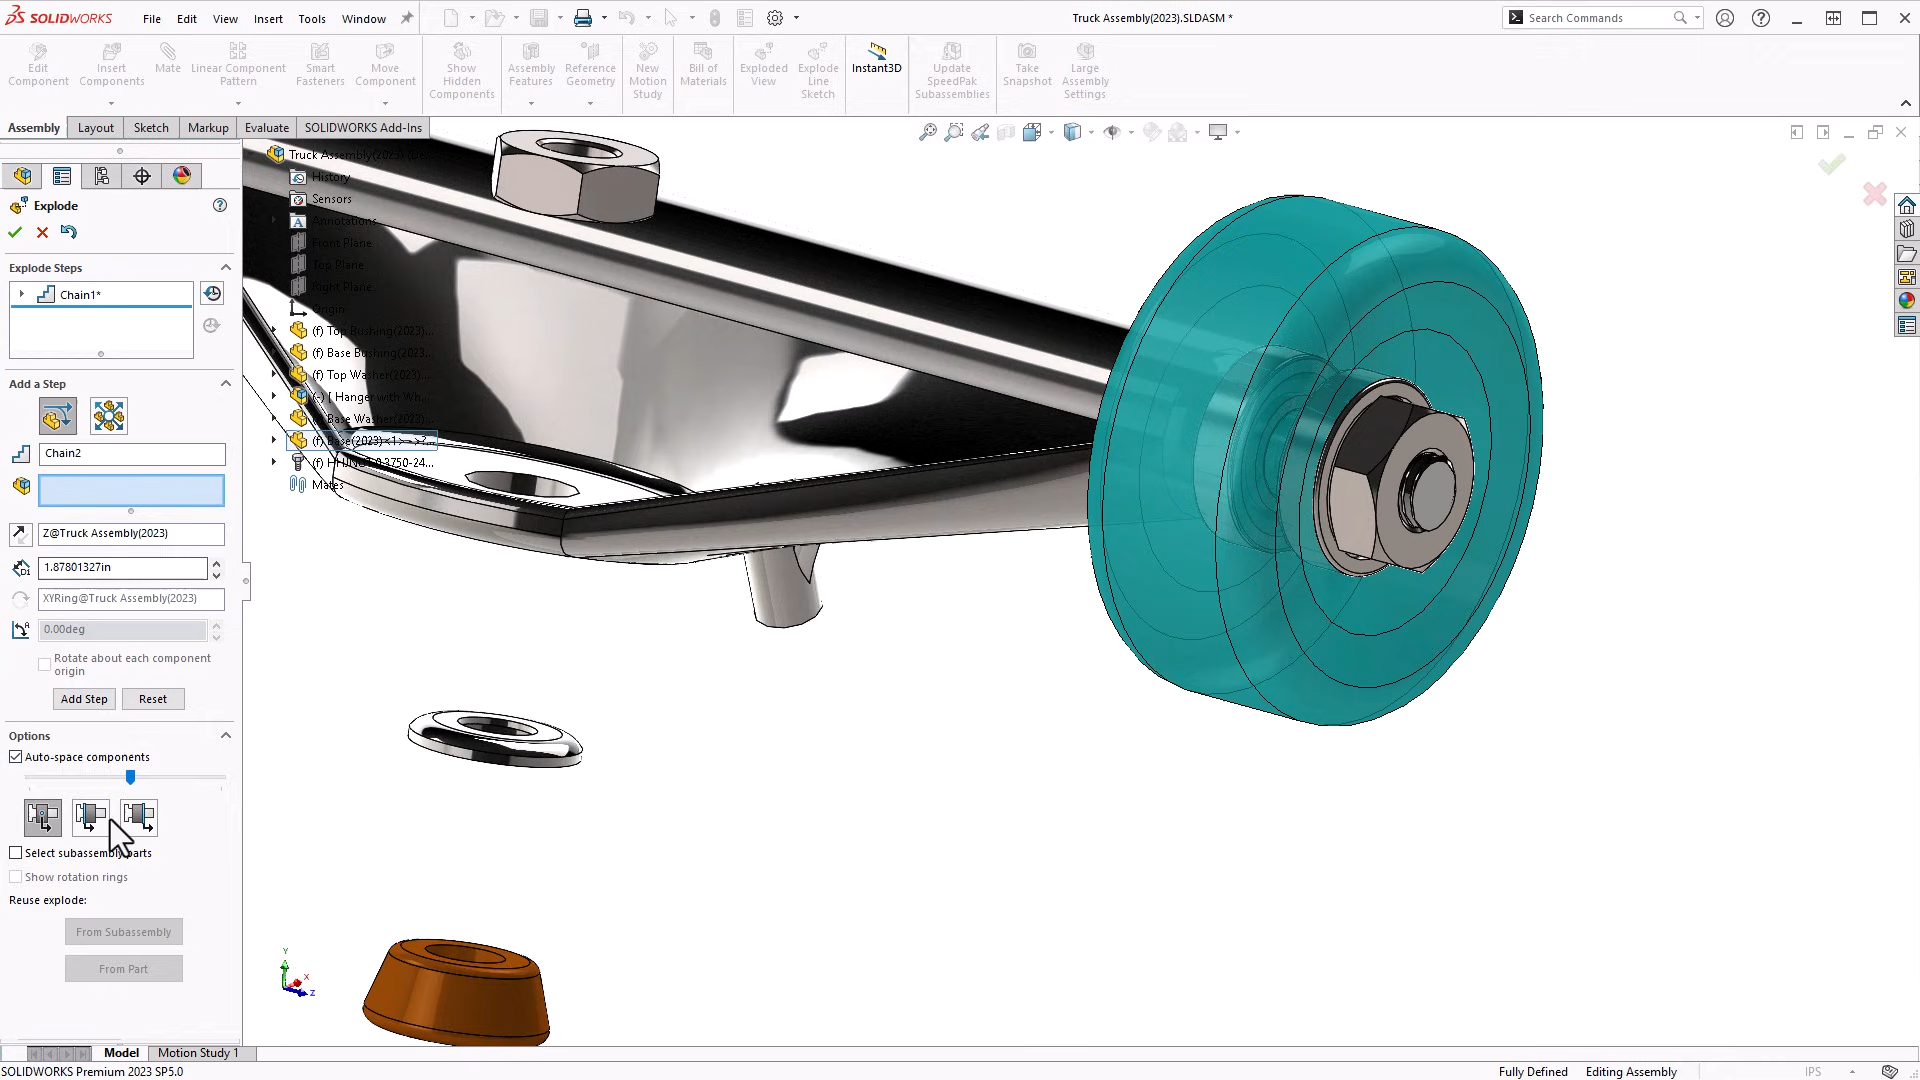 SOLIDWORKS File Edit View Insert Tools Window
Truck Assembly(2023).SLDASM *
Search Commands
Edit Component
Insert Components
Mate
Linear Component Pattern
Smart Fasteners
Move Component
Show Hidden Components
Assembly Features
Reference Geometry
New Motion Study
Bill of Materials
Exploded View
Explode Line Sketch
Instant3D
Update SpeedPak Subassemblies
Take Snapshot
Large Assembly Settings
Assembly Layout Sketch Markup Evaluate SOLIDWORKS Add-Ins
Explode
Explode Steps
Chain1*
Add a Step
Chain2
Z@Truck Assembly(2023)
D1
1.87801327in
XYRing@Truck Assembly(2023)
A
0.00deg
Rotate about each component
origin
Add Step Reset
Options
Auto-space components
Select subassembly parts
Show rotation rings
Reuse explode:
From Subassembly
From Part
Truck Assembly(2023)
History
Sensors
A Annotations
Front Plane
Top Plane
Right Plane
Origin
(f) Top Bushing(2023)...
(f) Base Bushing(2023...
(f) Top Washer(2023)...
(-) [ Hanger with Wh...
Base Washer(2023)...
(f) Base(2023)<1>->?...
(f) HHJNUT 0.3750-24...
Mates
Y
X
Z
Model Motion Study 1
SOLIDWORKS Premium 2023 SP5.0
Fully Defined Editing Assembly IPS